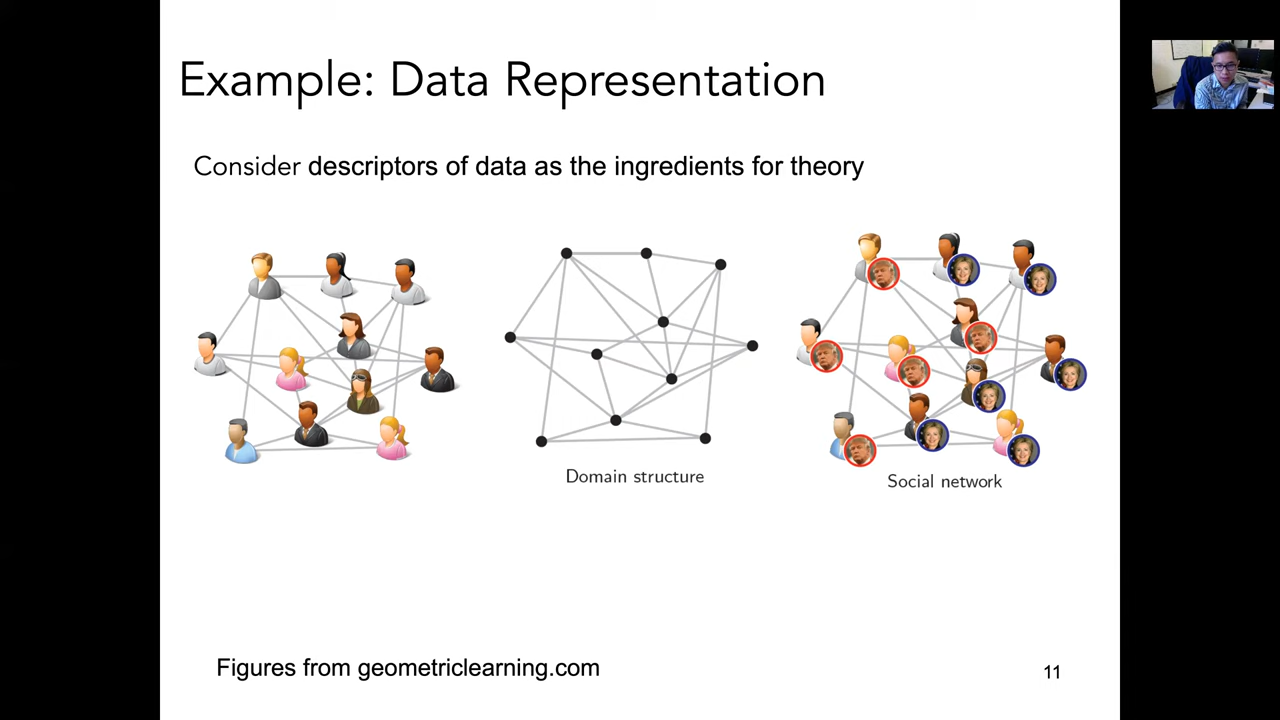 Example: Data Representation
Consider descriptors of data as the ingredients for theory
Domain structure
Social network
Figures from geometriclearning.com
11